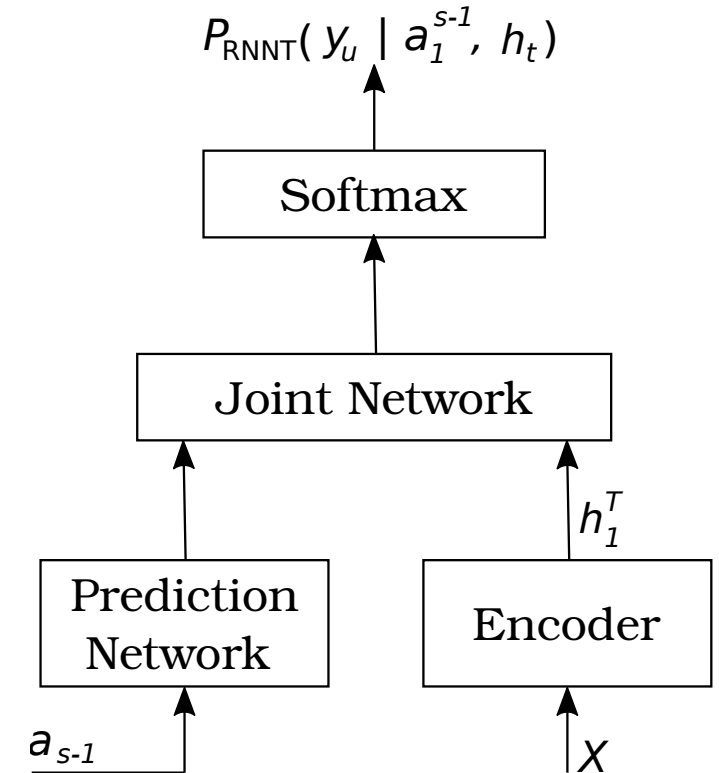 P_RNNT( y_u | a_1^{s-1}, h_t )
Softmax
Joint Network
h_1^T
Prediction
Network
Encoder
a_{s-1}
X